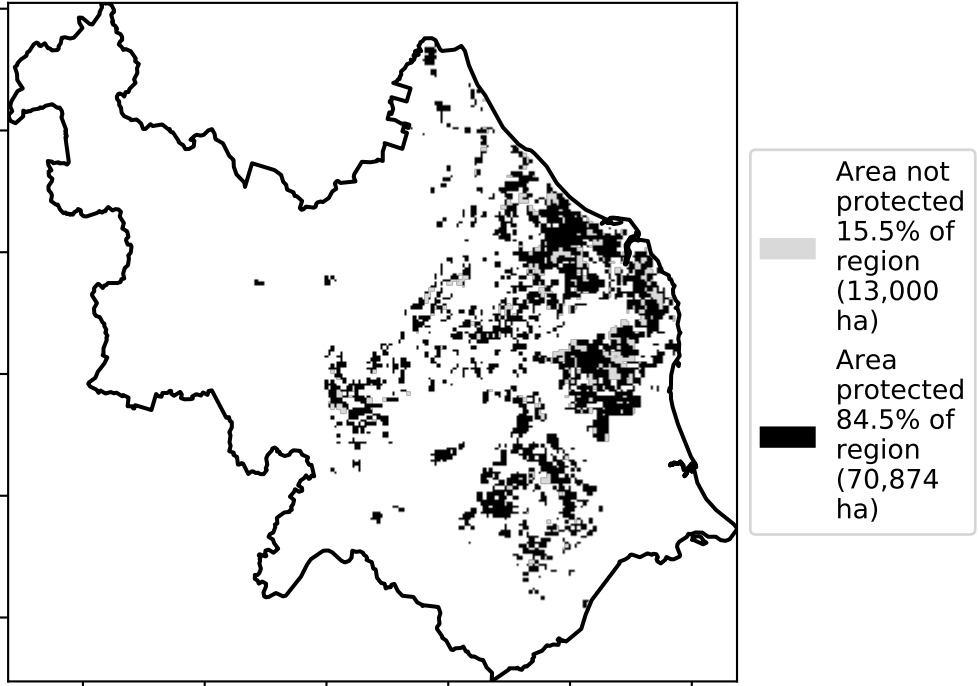 Area not
protected
15.5% of
region
(13,000
ha)
Area
protected
84.5% of
region
(70,874
ha)